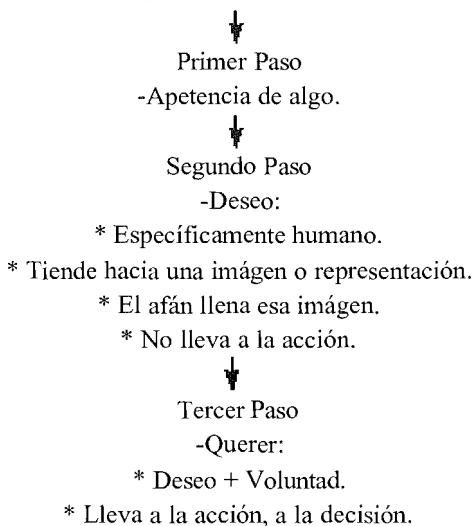 Primer Paso
-Apetencia de algo.
Segundo Paso
-Deseo:
* Específicamente humano.
* Tiende hacia una imágen o representación.
* El afán llena esa imágen.
* No lleva a la acción.
Tercer Paso
-Querer:
* Deseo + Voluntad.
* Lleva a la acción, a la decisión.